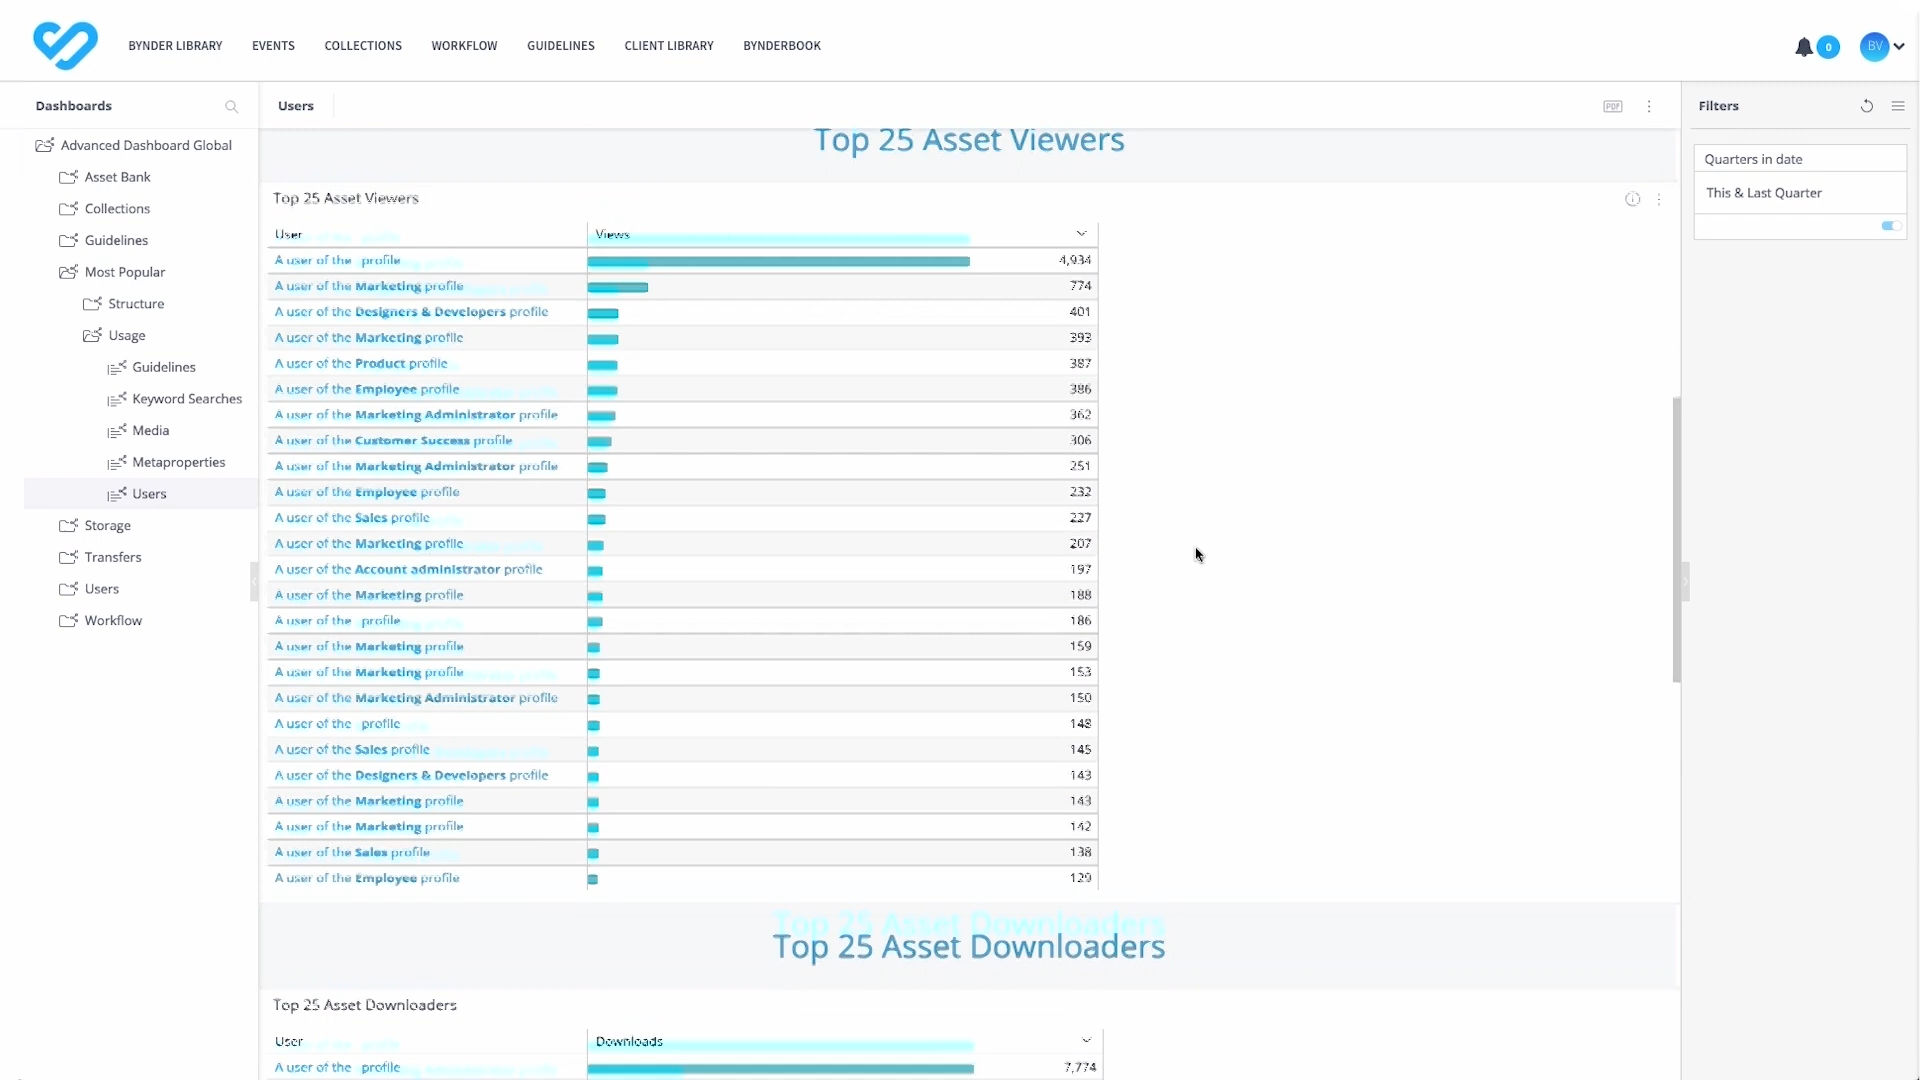 BYNDER LIBRARY EVENTS COLLECTIONS WORKFLOW GUIDELINES CLIENT LIBRARY BYNDERBOOK 0 BV
Dashboards
Advanced Dashboard Global
Asset Bank
Collections
Guidelines
Most Popular
Structure
Usage
Guidelines
Keyword Searches
Media
Metaproperties
Users
Storage
Transfers
Users
Workflow
Users PDF
Top 25 Asset Viewers
Top 25 Asset Viewers
User Views
A user of the profile 4,934
A user of the Marketing profile 774
A user of the Designers & Developers profile 401
A user of the Marketing profile 393
A user of the Product profile 387
A user of the Employee profile 386
A user of the Marketing Administrator profile 362
A user of the Customer Success profile 306
A user of the Marketing Administrator profile 251
A user of the Employee profile 232
A user of the Sales profile 227
A user of the Marketing profile 207
A user of the Account administrator profile 197
A user of the Marketing profile 188
A user of the profile 186
A user of the Marketing profile 159
A user of the Marketing profile 153
A user of the Marketing Administrator profile 150
A user of the profile 148
A user of the Sales profile 145
A user of the Designers & Developers profile 143
A user of the Marketing profile 143
A user of the Marketing profile 142
A user of the Sales profile 138
A user of the Employee profile 129
Top 25 Asset Downloaders
Top 25 Asset Downloaders
User Downloads
A user of the profile 7,774
Filters
Quarters in date
This & Last Quarter